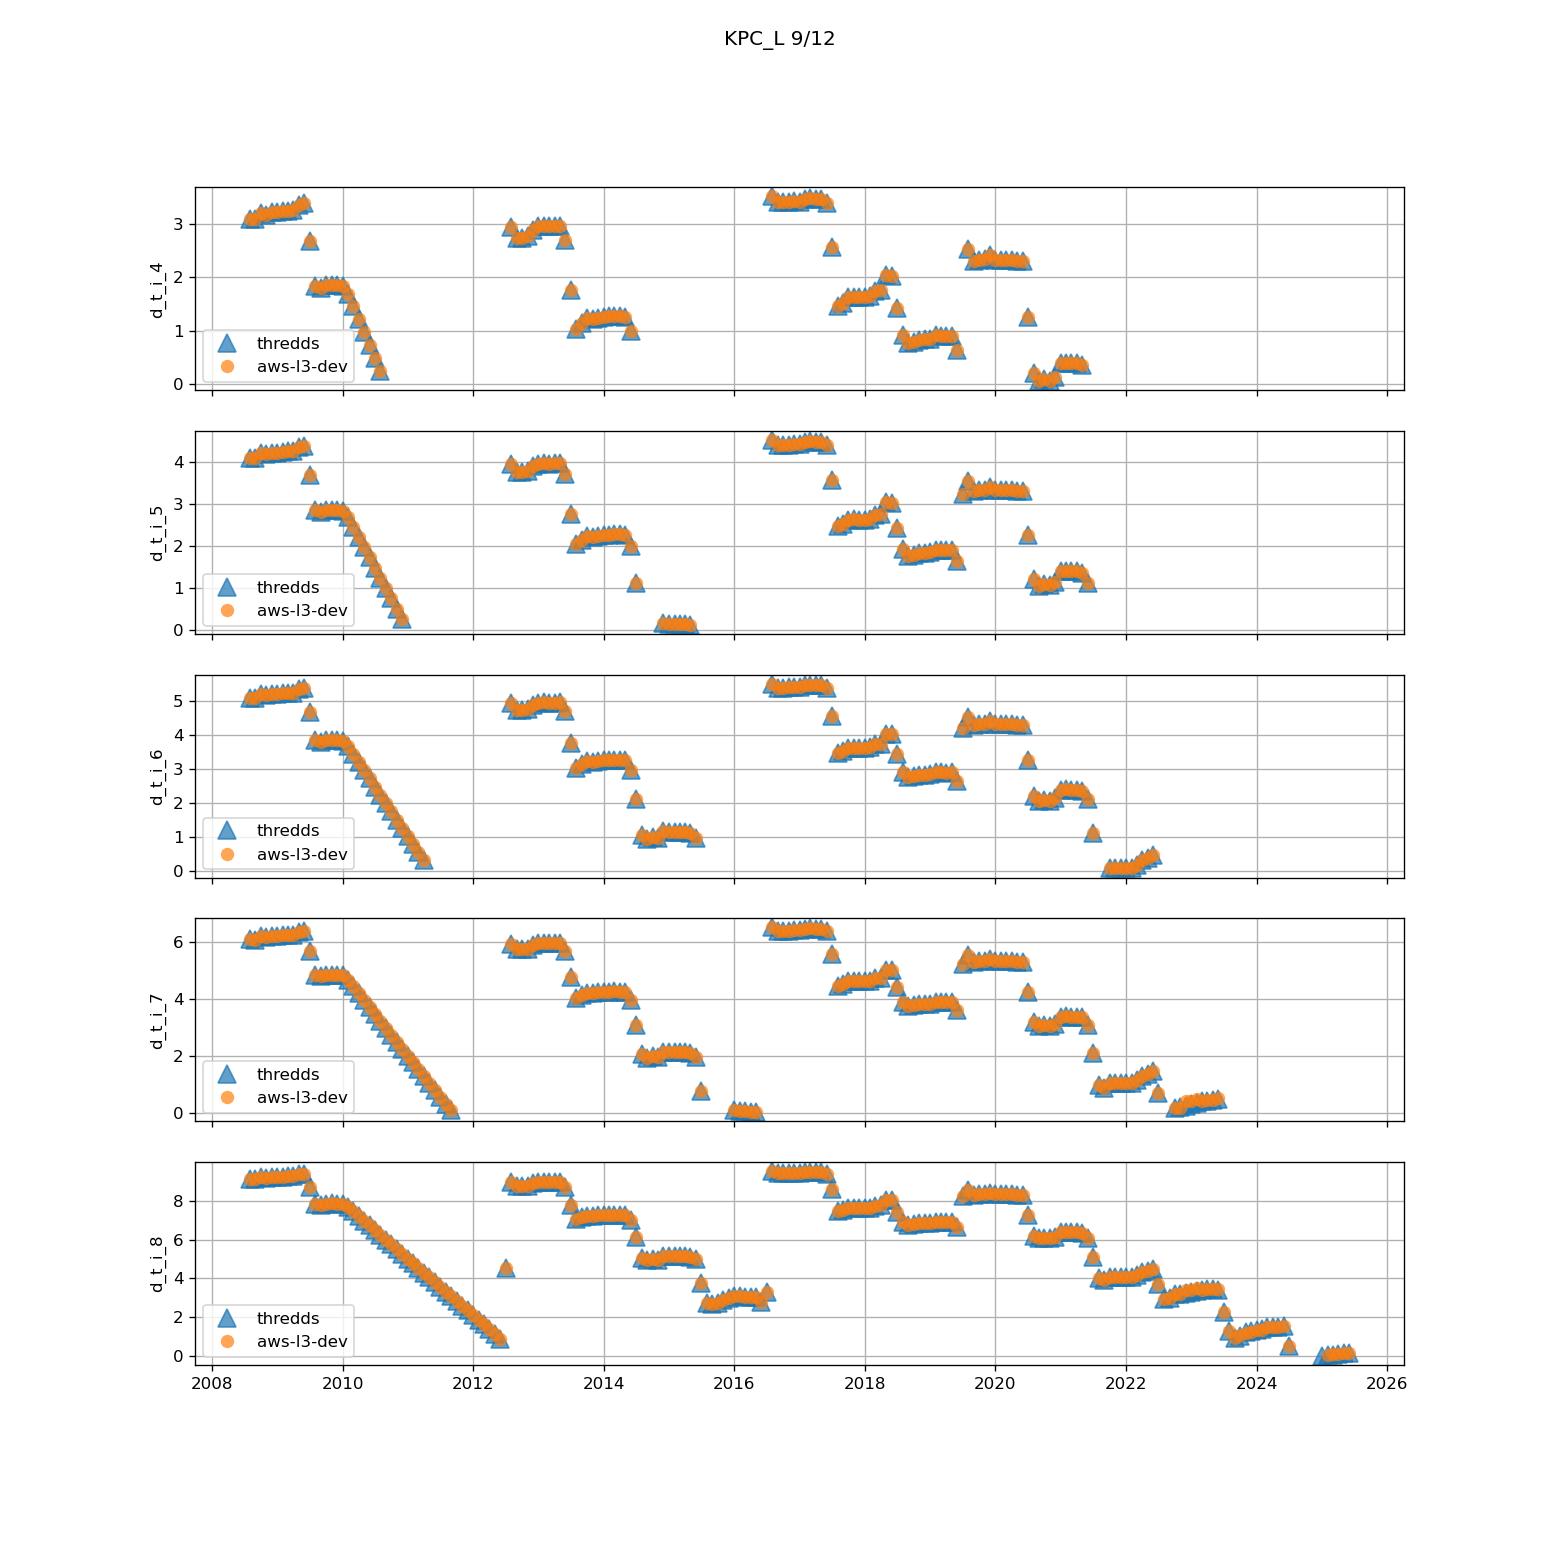 KPC_L 9/12
3
2
1
0
d_t_i_4
thredds
aws-l3-dev
4
3
2
1
0
d_t_i_5
thredds
aws-l3-dev
5
4
3
2
1
0
d_t_i_6
thredds
aws-l3-dev
6
4
2
0
d_t_i_7
thredds
aws-l3-dev
8
6
4
2
0
d_t_i_8
thredds
aws-l3-dev
2008 2010 2012 2014 2016 2018 2020 2022 2024 2026